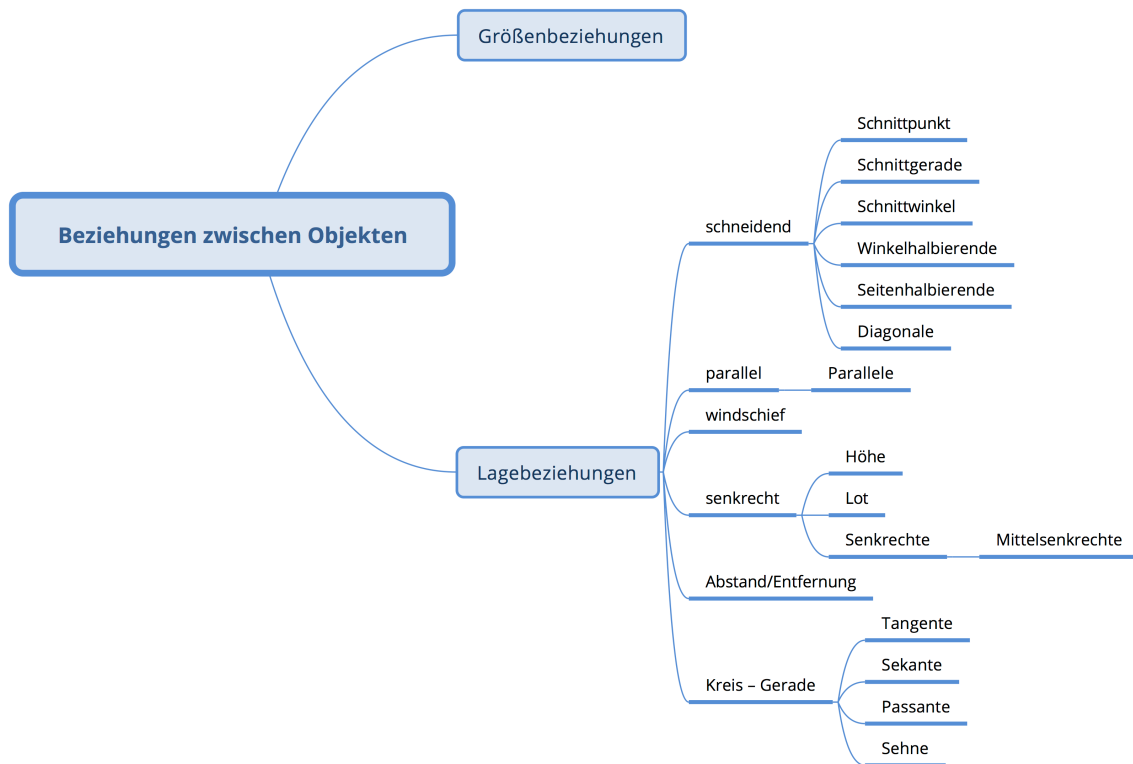 Größenbeziehungen
Beziehungen zwischen Objekten
Lagebeziehungen
schneidend
Schnittpunkt
Schnittgerade
Schnittwinkel
Winkelhalbierende
Seitenhalbierende
Diagonale
parallel
Parallele
windschief
senkrecht
Höhe
Lot
Senkrechte
Mittelsenkrechte
Abstand/Entfernung
Kreis – Gerade
Tangente
Sekante
Passante
Sehne